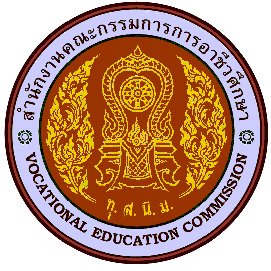 สำนักงานคณะกรรมการการอาชีวศึกษา
ทุ. ส. นิ. ม.
VOCATIONAL EDUCATION COMMISSION